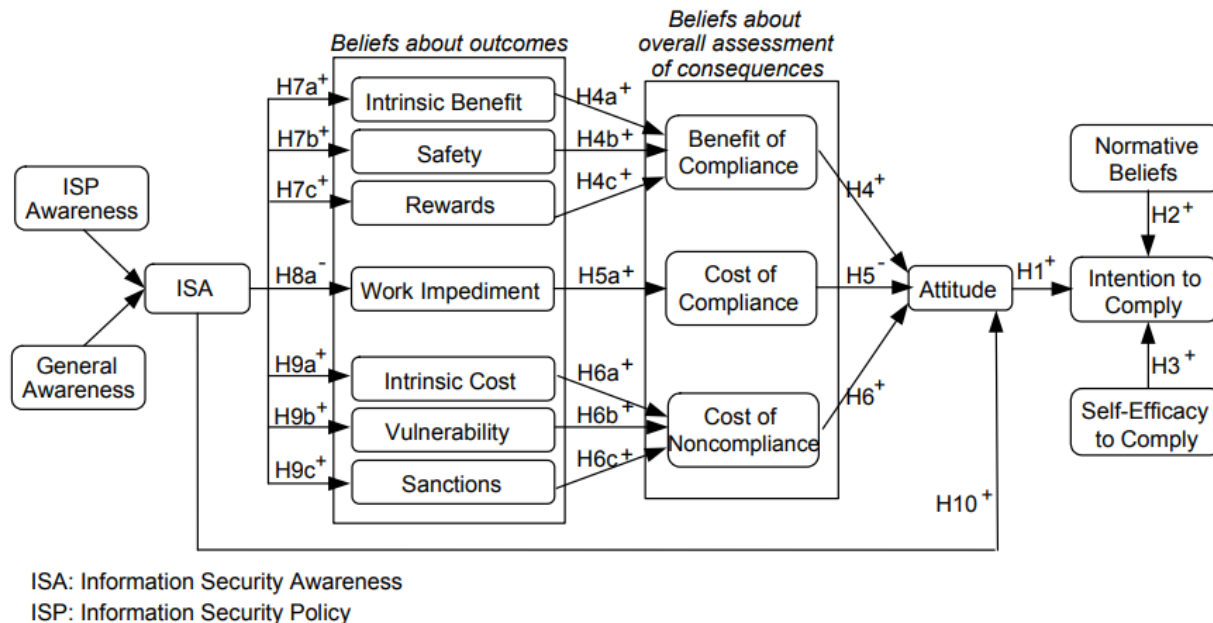 Beliefs about outcomes
Beliefs about
overall assessment
of consequences
H7a+
Intrinsic Benefit
H4a+
H7b+
Safety
H4b+
H7c+
Rewards
H4c+
Benefit of
Compliance
H4+
ISP
Awareness
ISA
General
Awareness
H8a-
Work Impediment
H5a+
Cost of
Compliance
H5-
Attitude
H1+
Normative
Beliefs
H2+
Intention to
Comply
H3+
Self-Efficacy
to Comply
H9a+
Intrinsic Cost
H6a+
H9b+
Vulnerability
H6b+
H9c+
Sanctions
H6c+
Cost of
Noncompliance
H6+
H10+
ISA: Information Security Awareness
ISP: Information Security Policy